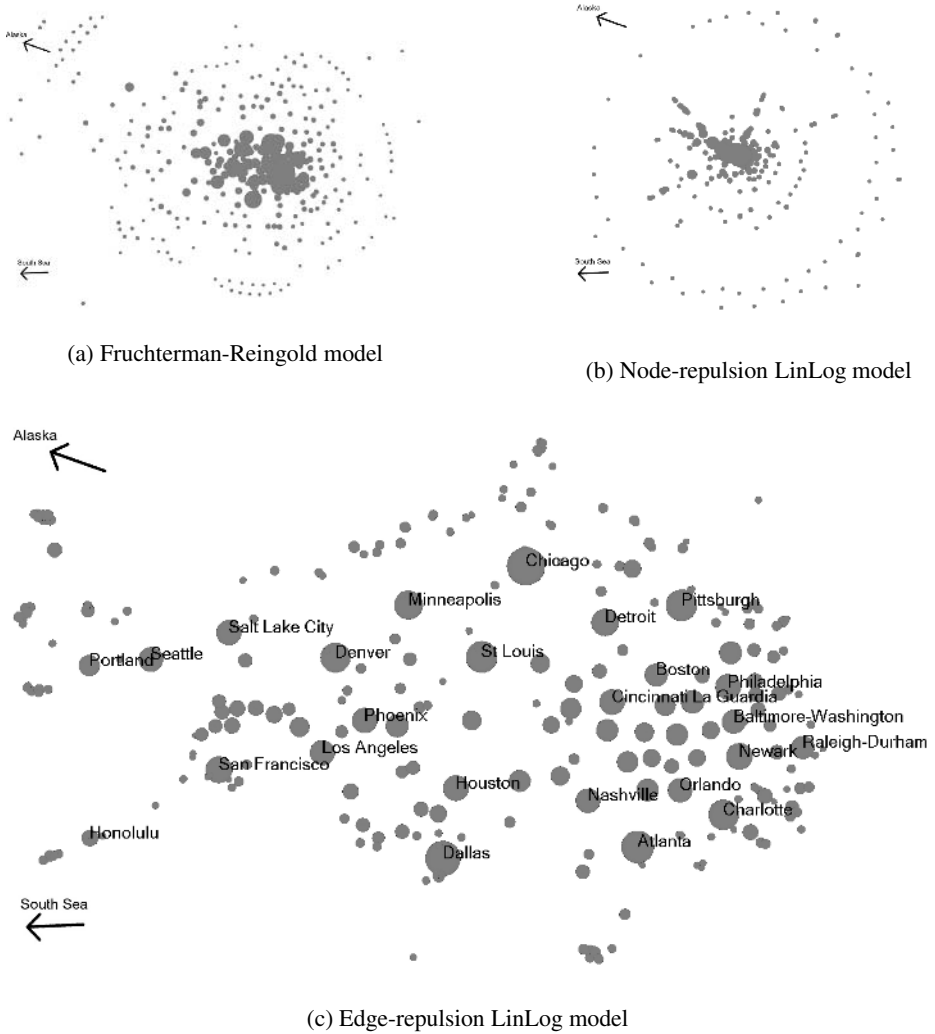 Alaska
South Sea
(a) Fruchterman-Reingold model
Alaska
South Sea
(b) Node-repulsion LinLog model
Alaska
Chicago
Minneapolis
Pittsburgh
Detroit
Salt Lake City
Portland
Seattle
Denver
St Louis
Boston
Philadelphia
Cincinnati
La Guardia
Phoenix
Baltimore-Washington
Los Angeles
Newark
Raleigh-Durham
San Francisco
Houston
Nashville
Orlando
Charlotte
Honolulu
Dallas
Atlanta
South Sea
(c) Edge-repulsion LinLog model